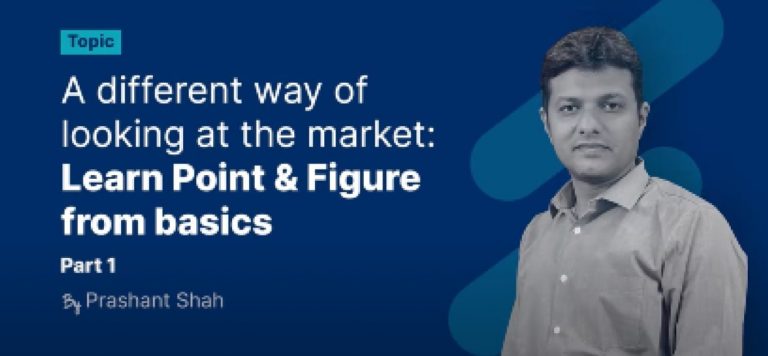 Topic
A different way of
looking at the market:
Learn Point & Figure
from basics
Part 1
By Prashant Shah